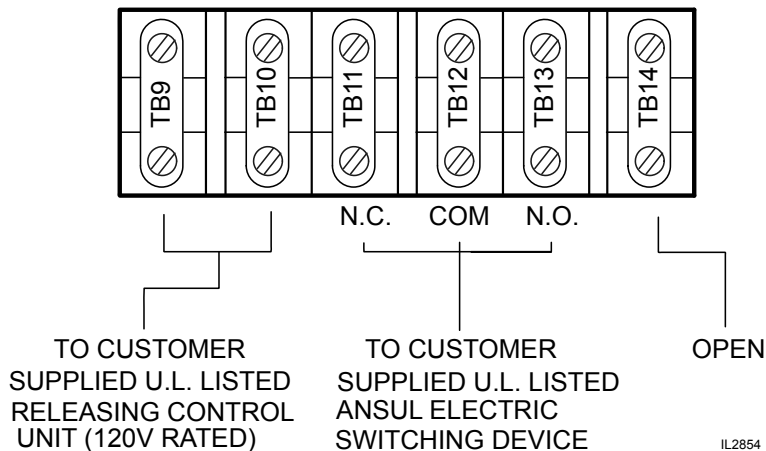 TB9 TB10 TB11 TB12 TB13 TB14
N.C. COM N.O.
TO CUSTOMER
SUPPLIED U.L. LISTED
RELEASING CONTROL
UNIT (120V RATED)
TO CUSTOMER
SUPPLIED U.L. LISTED
ANSUL ELECTRIC
SWITCHING DEVICE
OPEN
IL2854